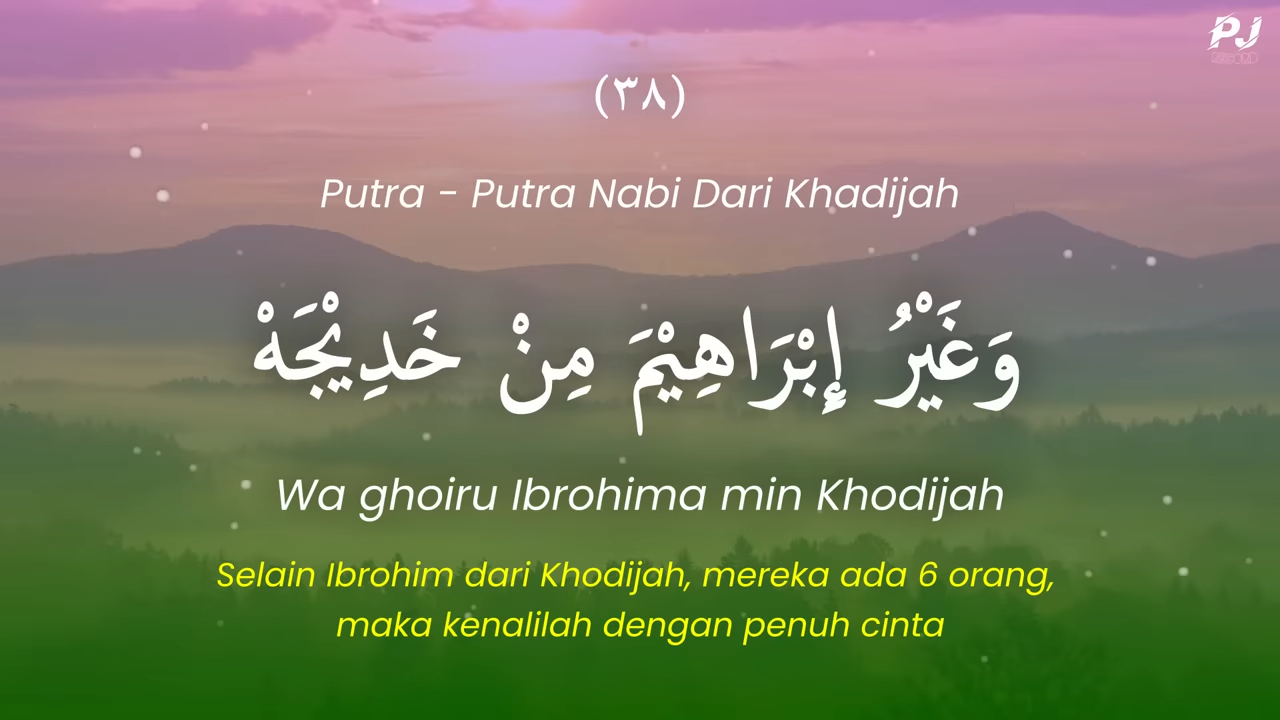 PJ
RECORD
(٣٨)
Putra - Putra Nabi Dari Khadijah
وَغَيْرُ إِبْرَاهِيْمَ مِنْ خَدِيْجَهْ
Wa ghoiru Ibrohima min Khodijah
Selain Ibrohim dari Khodijah, mereka ada 6 orang,
maka kenalilah dengan penuh cinta